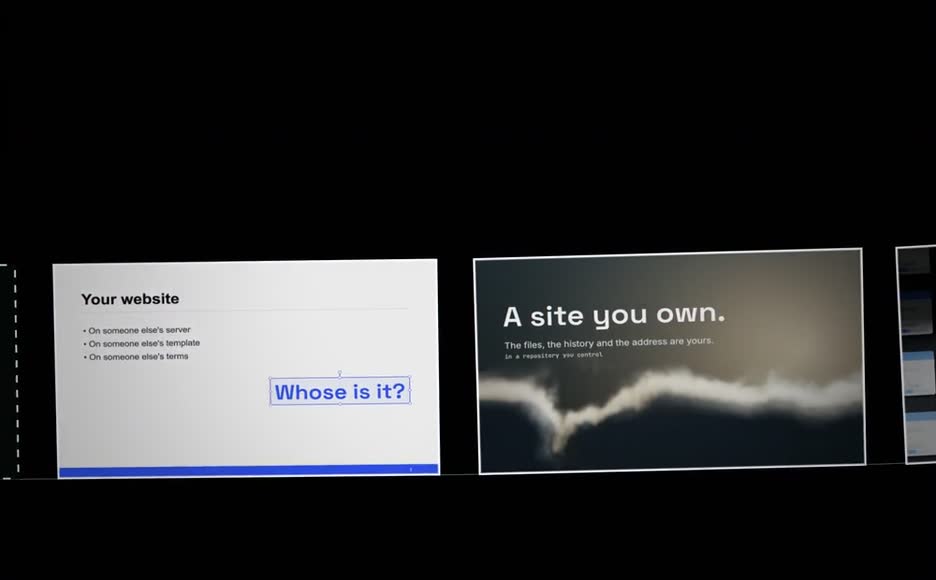 Your website
• On someone else's server
• On someone else's template
• On someone else's terms
Whose is it?
A site you own.
The files, the history and the address are yours.
in a repository you control